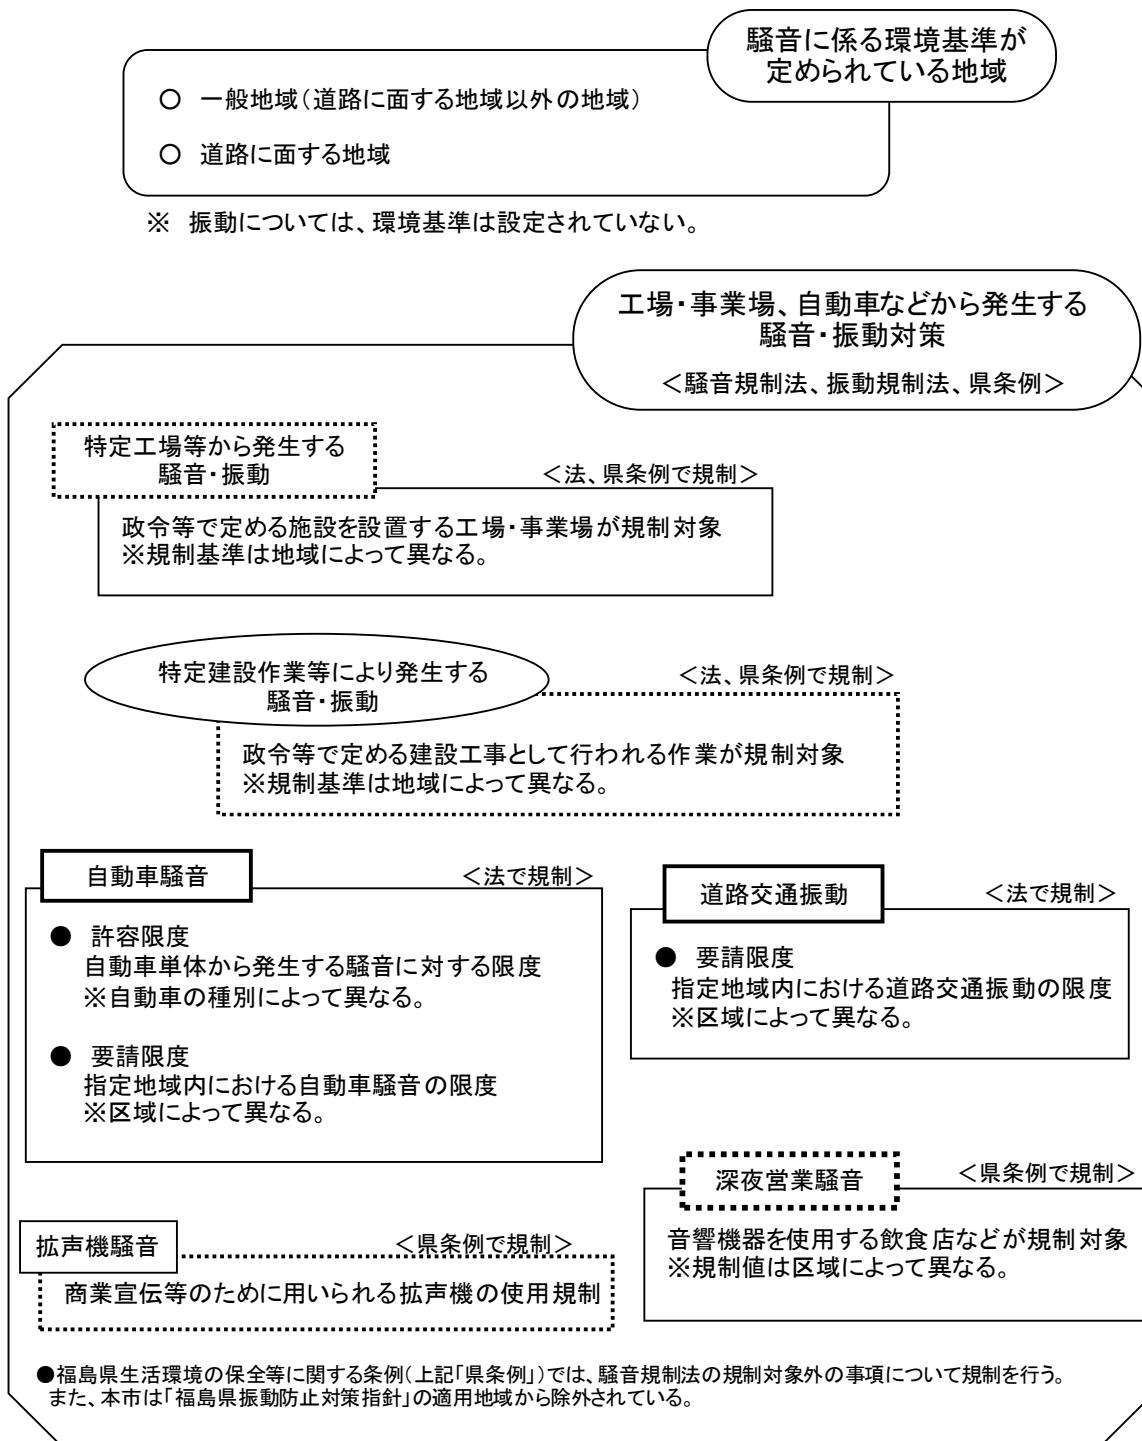 騒音に係る環境基準が
定められている地域
○ 一般地域(道路に面する地域以外の地域)
○ 道路に面する地域
※ 振動については、環境基準は設定されていない。
工場・事業場、自動車などから発生する
騒音・振動対策
<騒音規制法、振動規制法、県条例>
特定工場等から発生する
騒音・振動
<法、県条例で規制>
政令等で定める施設を設置する工場・事業場が規制対象
※規制基準は地域によって異なる。
特定建設作業等により発生する
騒音・振動
<法、県条例で規制>
政令等で定める建設工事として行われる作業が規制対象
※規制基準は地域によって異なる。
自動車騒音
<法で規制>
● 許容限度
自動車単体から発生する騒音に対する限度
※自動車の種別によって異なる。
● 要請限度
指定地域内における自動車騒音の限度
※区域によって異なる。
道路交通振動
<法で規制>
● 要請限度
指定地域内における道路交通振動の限度
※区域によって異なる。
深夜営業騒音
<県条例で規制>
音響機器を使用する飲食店などが規制対象
※規制値は区域によって異なる。
拡声機騒音
<県条例で規制>
商業宣伝等のために用いられる拡声機の使用規制
●福島県生活環境の保全等に関する条例(上記「県条例」)では、騒音規制法の規制対象外の事項について規制を行う。
また、本市は「福島県振動防止対策指針」の適用地域から除外されている。